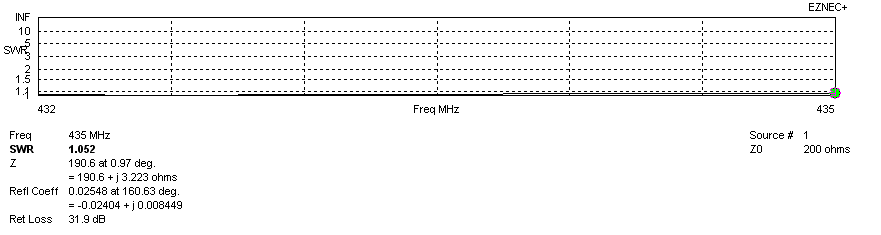 EZNEC+
INF
10
5
SWR
3
2
1.5
1.1
1
432 Freq MHz 435
Freq 435 MHz Source # 1
SWR 1.052 Z0 200 ohms
Z 190.6 at 0.97 deg.
= 190.6 + j 3.223 ohms
Refl Coeff 0.02548 at 160.63 deg.
= -0.02404 + j 0.008449
Ret Loss 31.9 dB